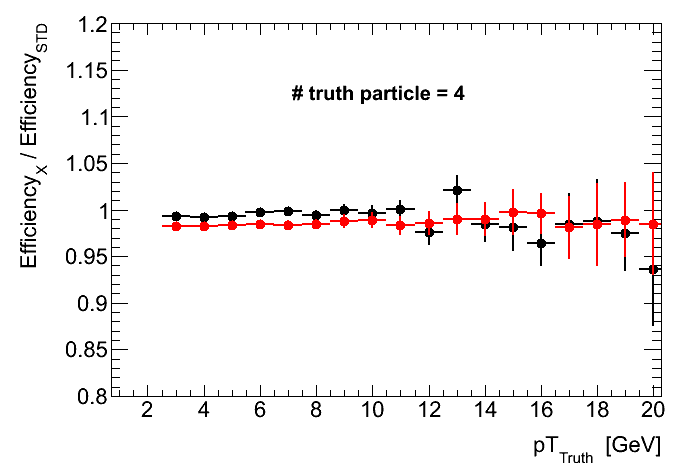 1.2
1.15
1.1
1.05
1
0.95
0.9
0.85
0.8
Efficiency_X / Efficiency_STD
# truth particle = 4
2 4 6 8 10 12 14 16 18 20
pT_Truth [GeV]